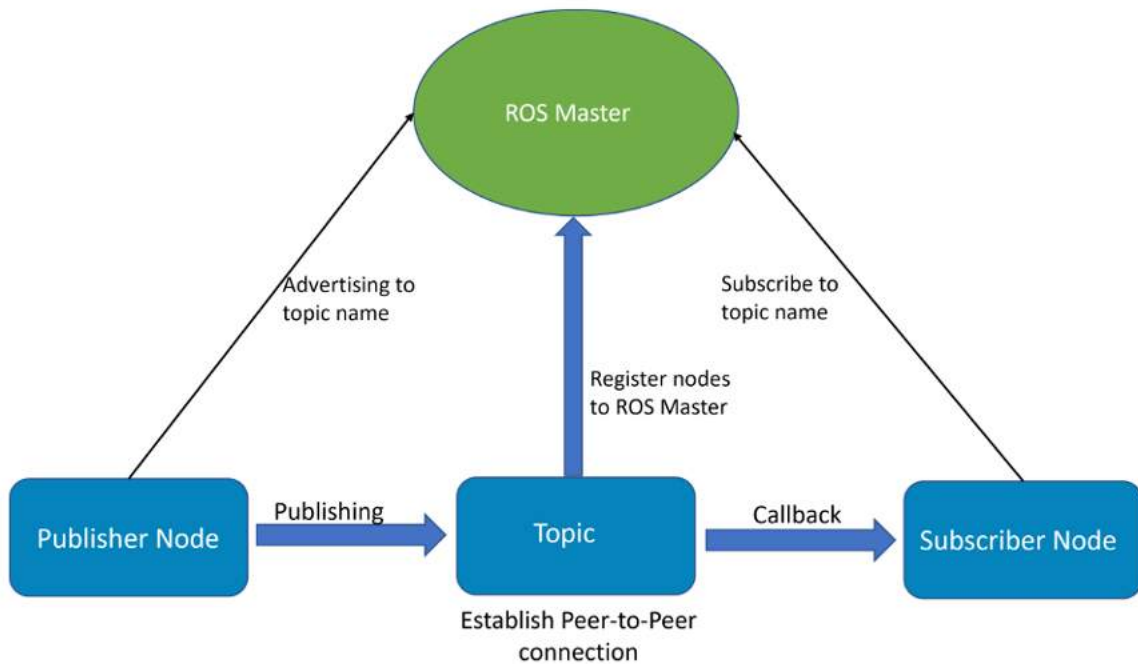 ROS Master
Advertising to
topic name
Subscribe to
topic name
Register nodes
to ROS Master
Publisher Node
Publishing
Topic
Callback
Subscriber Node
Establish Peer-to-Peer
connection